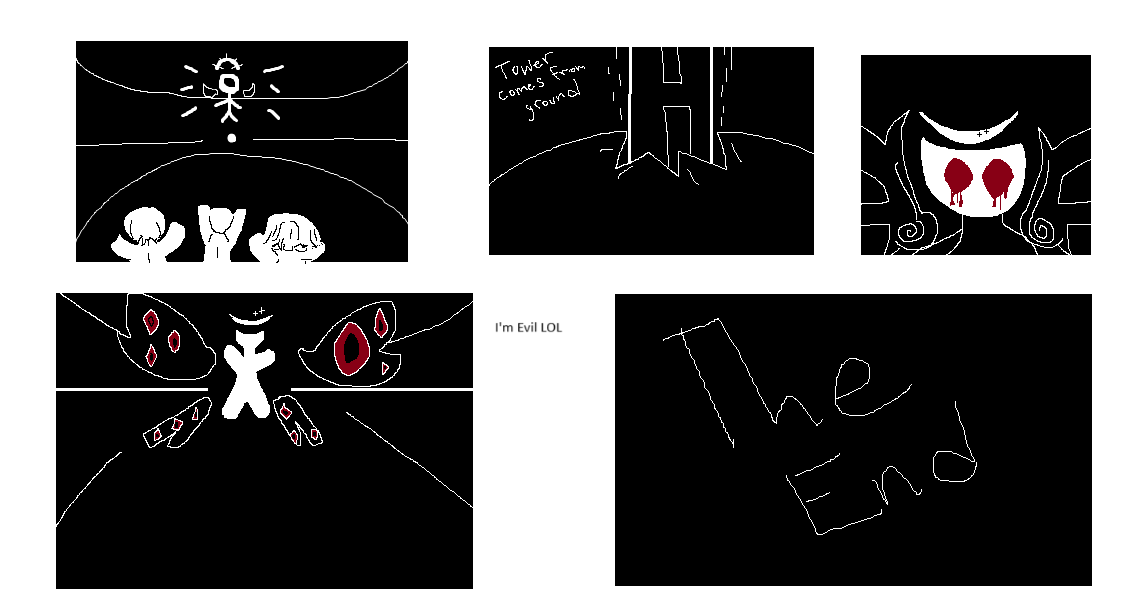 Tower
comes from
ground
I'm Evil LOL
The
End